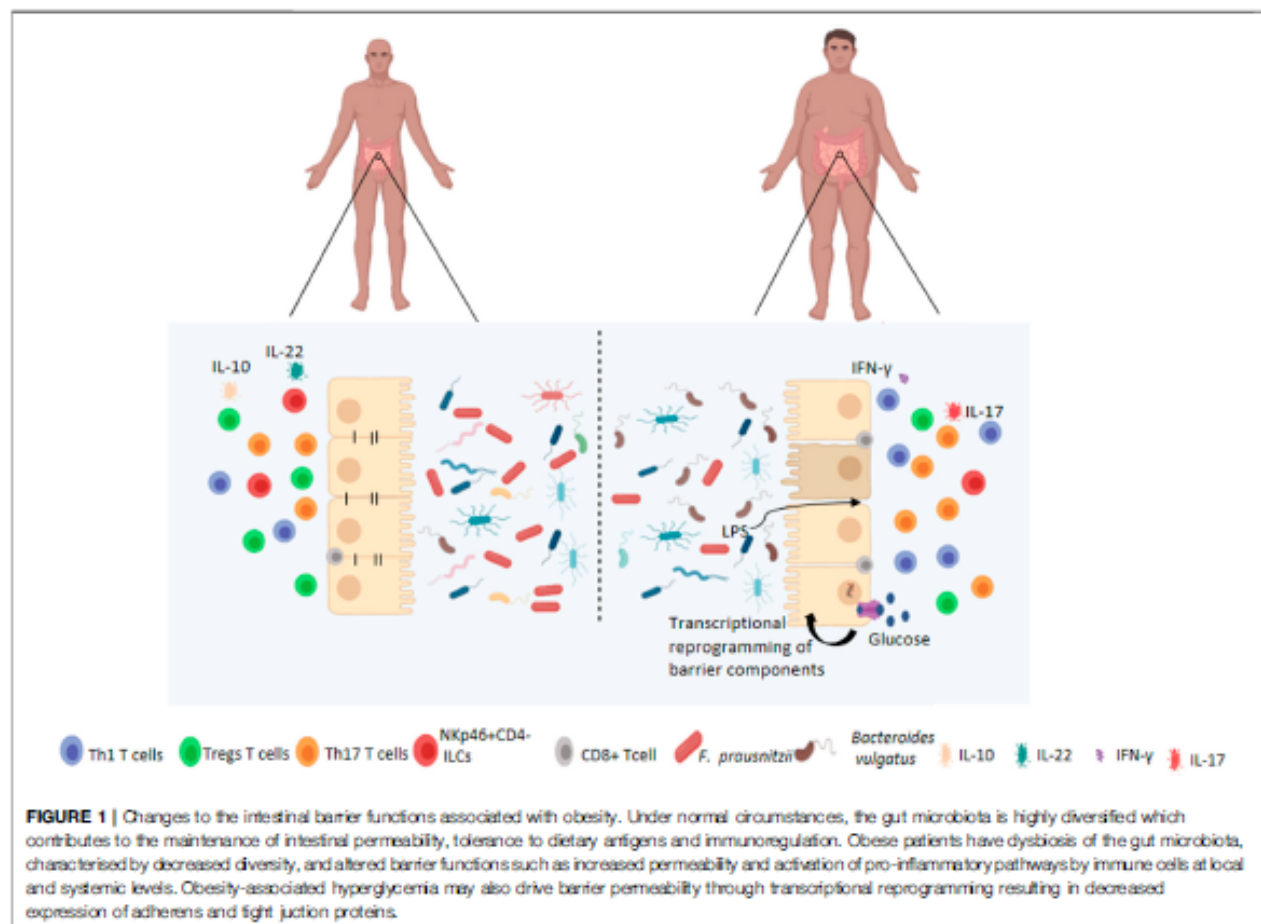 IL-10
IL-22
IFN-γ
IL-17
LPS
Transcriptional
reprogramming of
barrier components
Glucose
Th1 T cells
Tregs T cells
Th17 T cells
NKp46+CD4-
ILCs
CD8+ Tcell
F. prausnitzii
Bacteroides
vulgatus
IL-10
IL-22
IFN-γ
IL-17
FIGURE 1 | Changes to the intestinal barrier functions associated with obesity. Under normal circumstances, the gut microbiota is highly diversified which
contributes to the maintenance of intestinal permeability, tolerance to dietary antigens and immunoregulation. Obese patients have dysbiosis of the gut microbiota,
characterised by decreased diversity, and altered barrier functions such as increased permeability and activation of pro-inflammatory pathways by immune cells at local
and systemic levels. Obesity-associated hyperglycemia may also drive barrier permeability through transcriptional reprogramming resulting in decreased
expression of adherens and tight juction proteins.